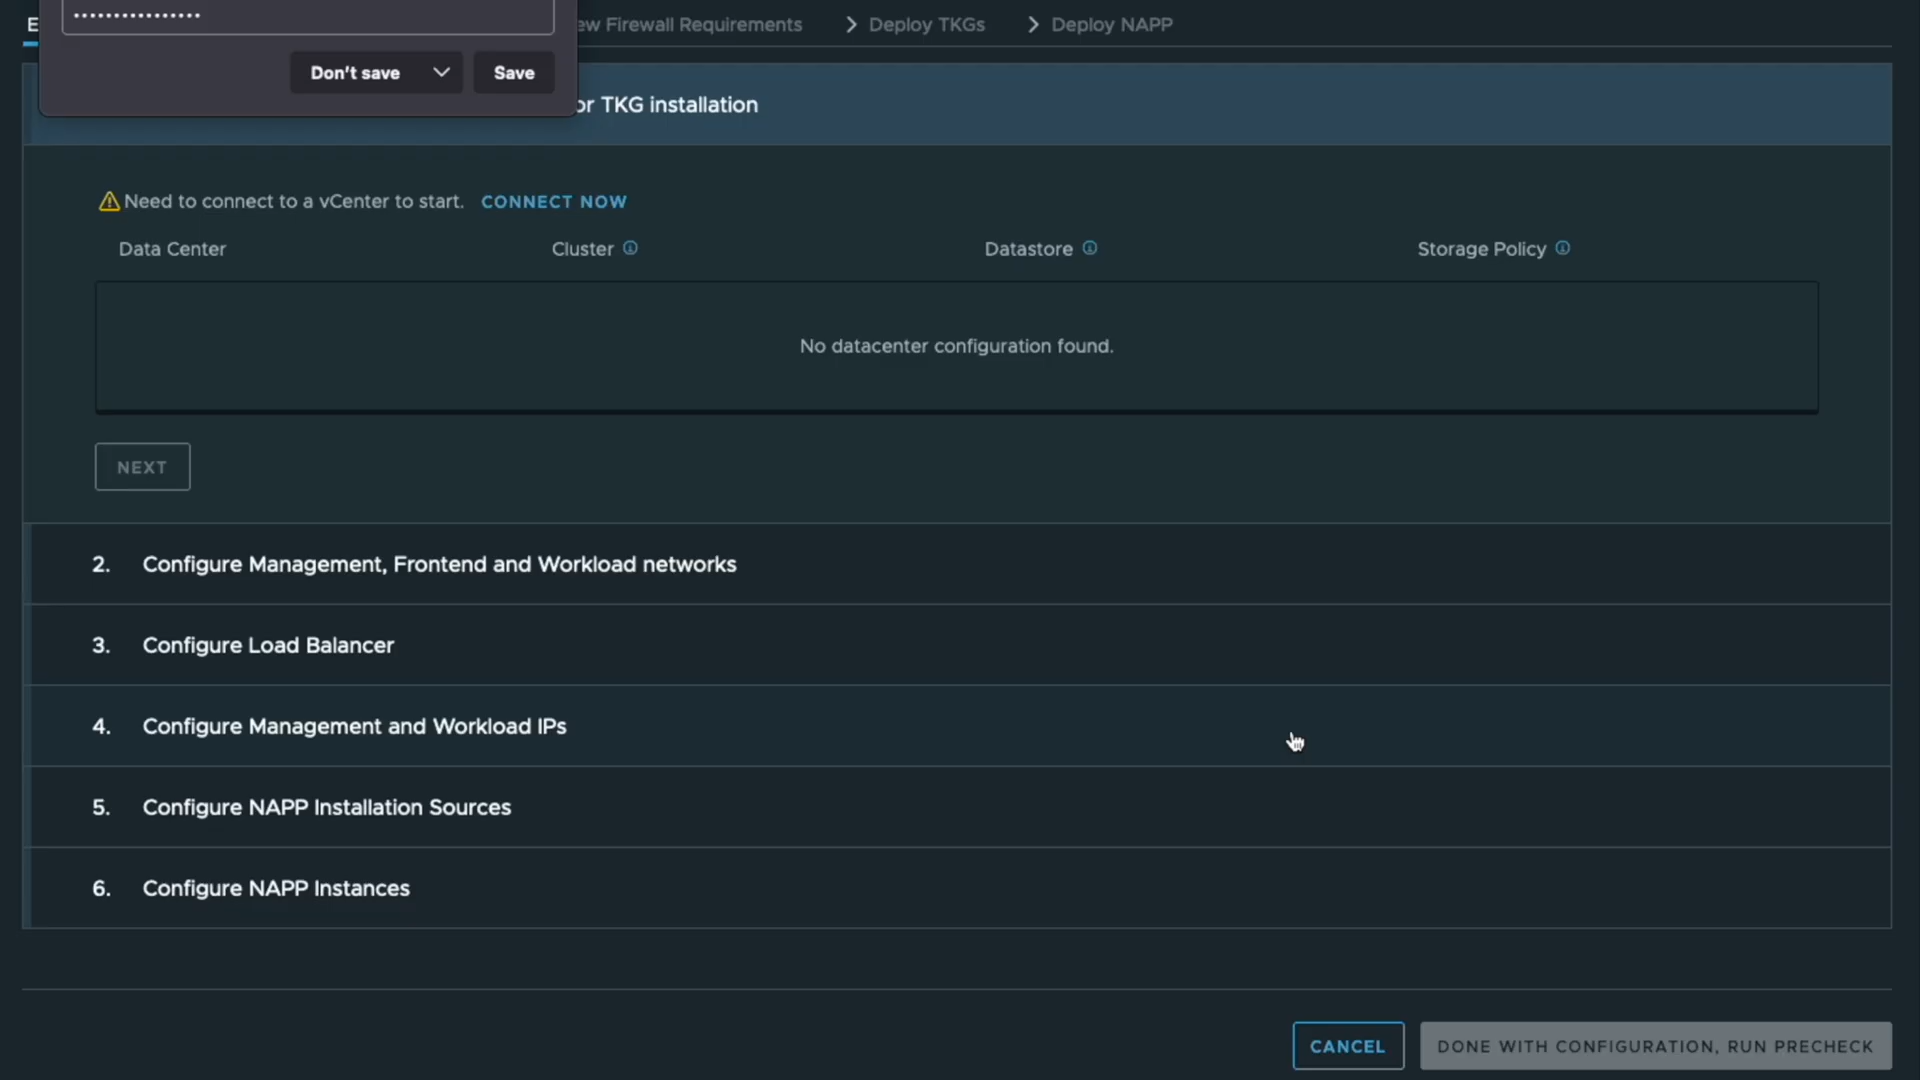 ••••••••••••••••
Firewall Requirements
Deploy TKGs
Deploy NAPP
Don't save
Save
or TKG installation
Need to connect to a vCenter to start. CONNECT NOW
Data Center
Cluster
Datastore
Storage Policy
No datacenter configuration found.
NEXT
2. Configure Management, Frontend and Workload networks
3. Configure Load Balancer
4. Configure Management and Workload IPs
5. Configure NAPP Installation Sources
6. Configure NAPP Instances
CANCEL
DONE WITH CONFIGURATION, RUN PRECHECK